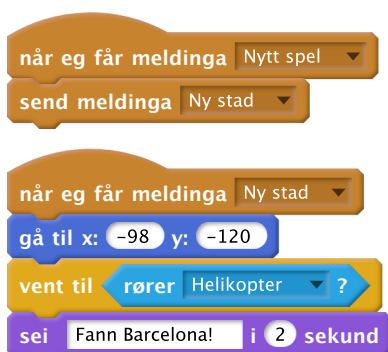 når eg får meldinga Nytt spel
send meldinga Ny stad
når eg får meldinga Ny stad
gå til x: -98 y: -120
vent til rører Helikopter ?
sei Fann Barcelona! i 2 sekund